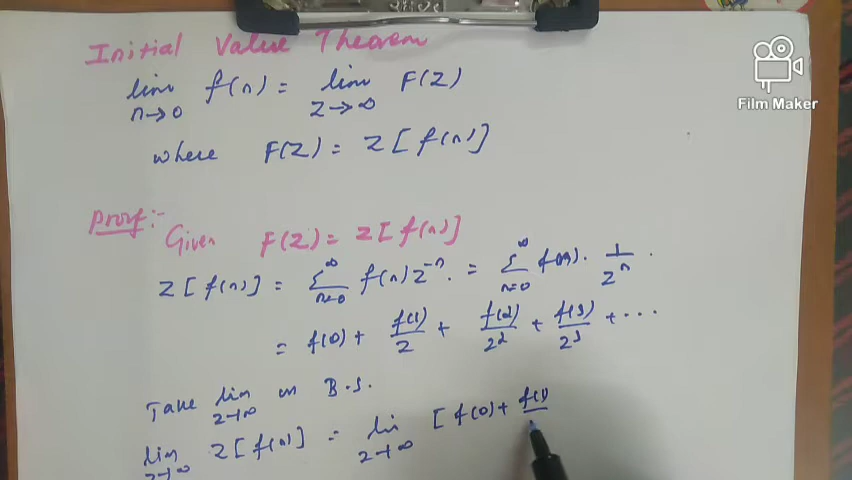 Initial Value Theorem
lim n→0 f(n) = lim z→∞ F(Z)
where F(Z) = Z[f(n)]
Film Maker
Proof:-
Given F(Z) = Z[f(n)]
Z[f(n)] = ∞ Σ n=0 f(n) z^-n. = ∞ Σ n=0 f(n). 1/z^n.
= f(0) + f(1)/z + f(2)/z^2 + f(3)/z^3 + ...
Take lim z→∞ on B.S.
lim z→∞ Z[f(n)] = lim z→∞ [f(0) + f(1)